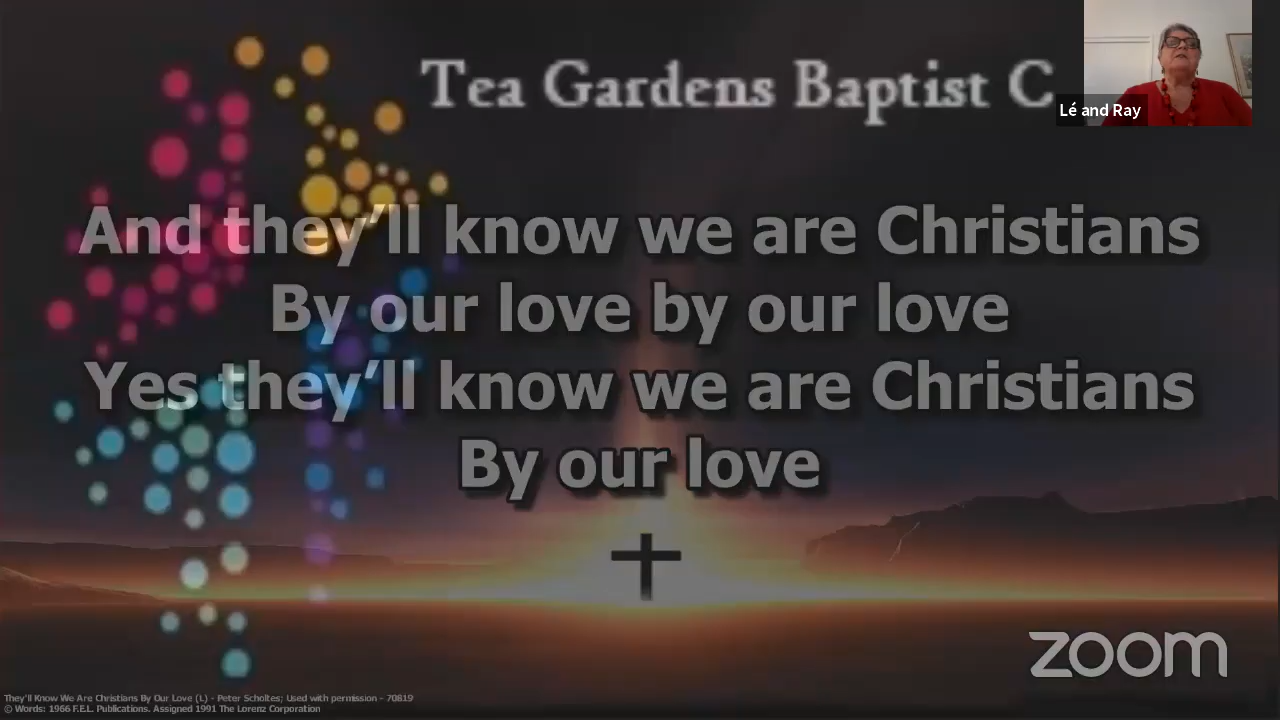 Tea Gardens Baptist C
Lé and Ray
And they’ll know we are Christians
By our love by our love
Yes they’ll know we are Christians
By our love
zoom
They'll Know We Are Christians By Our Love (L) - Peter Scholtes; Used with permission - 70819
© Words: 1966 F.E.L. Publications. Assigned 1991 The Lorenz Corporation